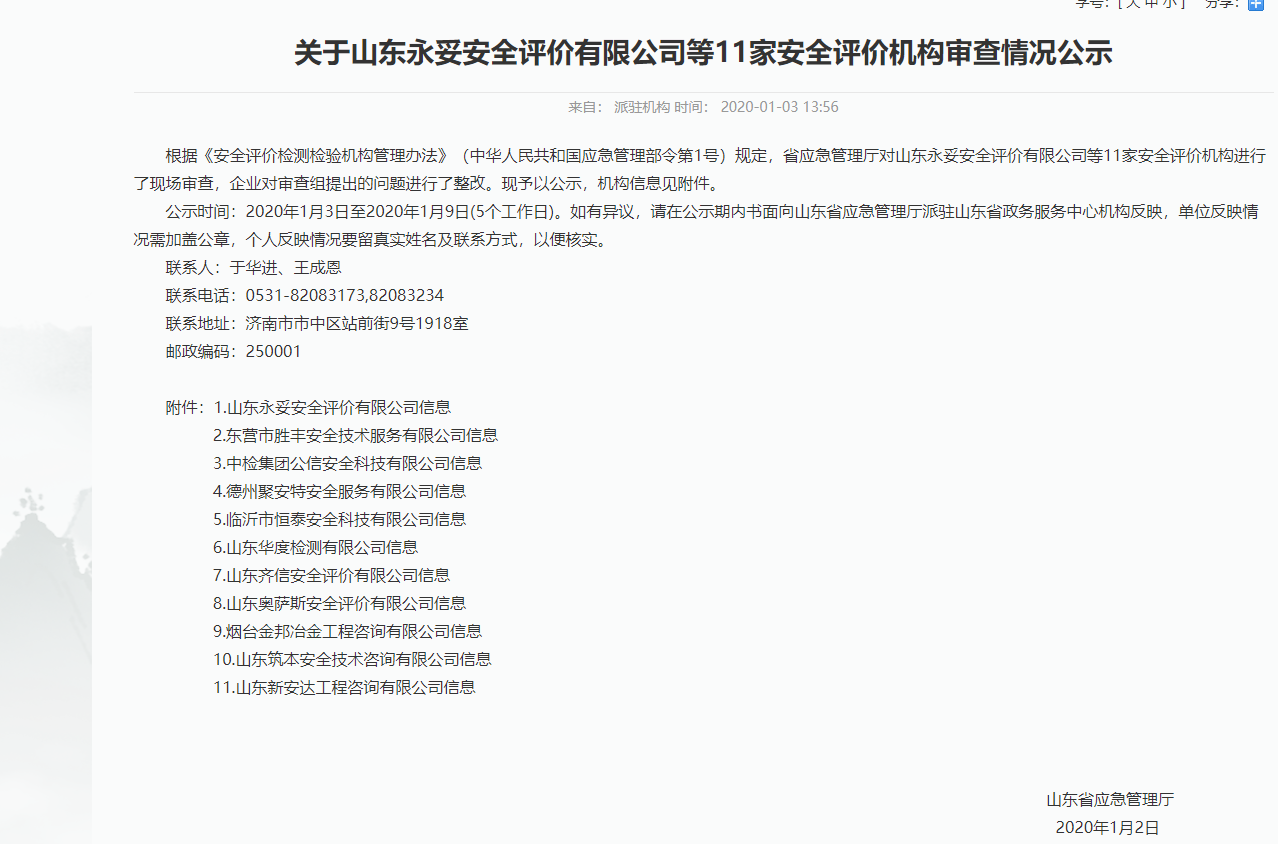 字号：[ 大 中 小 ] 分享：
关于山东永妥安全评价有限公司等11家安全评价机构审查情况公示
来自： 派驻机构 时间： 2020-01-03 13:56
根据《安全评价检测检验机构管理办法》（中华人民共和国应急管理部令第1号）规定，省应急管理厅对山东永妥安全评价有限公司等11家安全评价机构进行
了现场审查，企业对审查组提出的问题进行了整改。现予以公示，机构信息见附件。
公示时间：2020年1月3日至2020年1月9日(5个工作日)。如有异议，请在公示期内书面向山东省应急管理厅派驻山东省政务服务中心机构反映，单位反映情
况需加盖公章，个人反映情况要留真实姓名及联系方式，以便核实。
联系人：于华进、王成恩
联系电话：0531-82083173,82083234
联系地址：济南市市中区站前街9号1918室
邮政编码：250001
附件：1.山东永妥安全评价有限公司信息
2.东营市胜丰安全技术服务有限公司信息
3.中检集团公信安全科技有限公司信息
4.德州聚安特安全服务有限公司信息
5.临沂市恒泰安全科技有限公司信息
6.山东华度检测有限公司信息
7.山东齐信安全评价有限公司信息
8.山东奥萨斯安全评价有限公司信息
9.烟台金邦冶金工程咨询有限公司信息
10.山东筑本安全技术咨询有限公司信息
11.山东新安达工程咨询有限公司信息
山东省应急管理厅
2020年1月2日